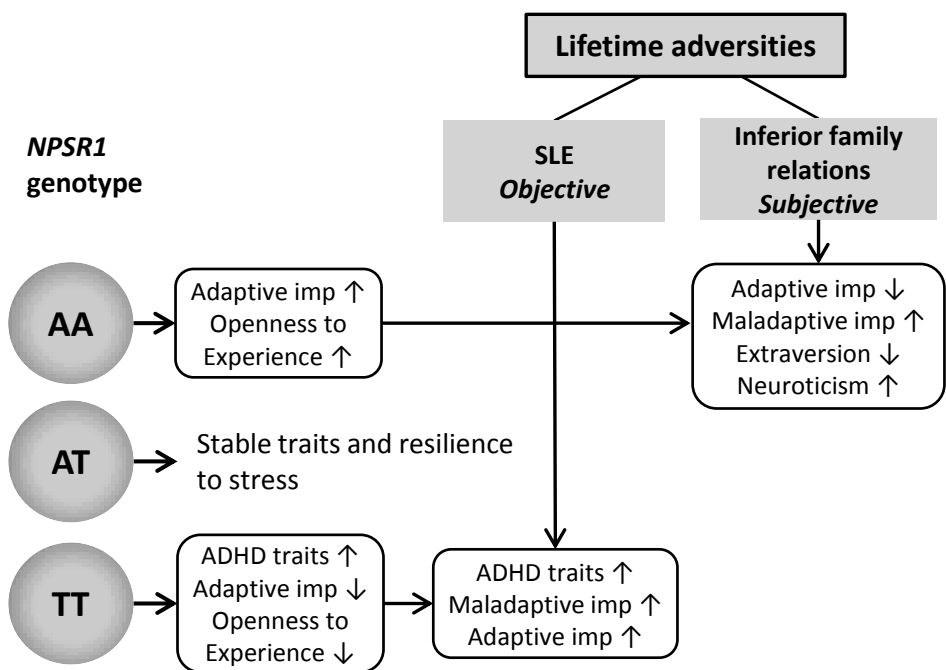 Lifetime adversities
NPSR1
genotype
SLE
Objective
Inferior family
relations
Subjective
AA
Adaptive imp ↑
Openness to
Experience ↑
Adaptive imp ↓
Maladaptive imp ↑
Extraversion ↓
Neuroticism ↑
AT
Stable traits and resilience
to stress
TT
ADHD traits ↑
Adaptive imp ↓
Openness to
Experience ↓
ADHD traits ↑
Maladaptive imp ↑
Adaptive imp ↑